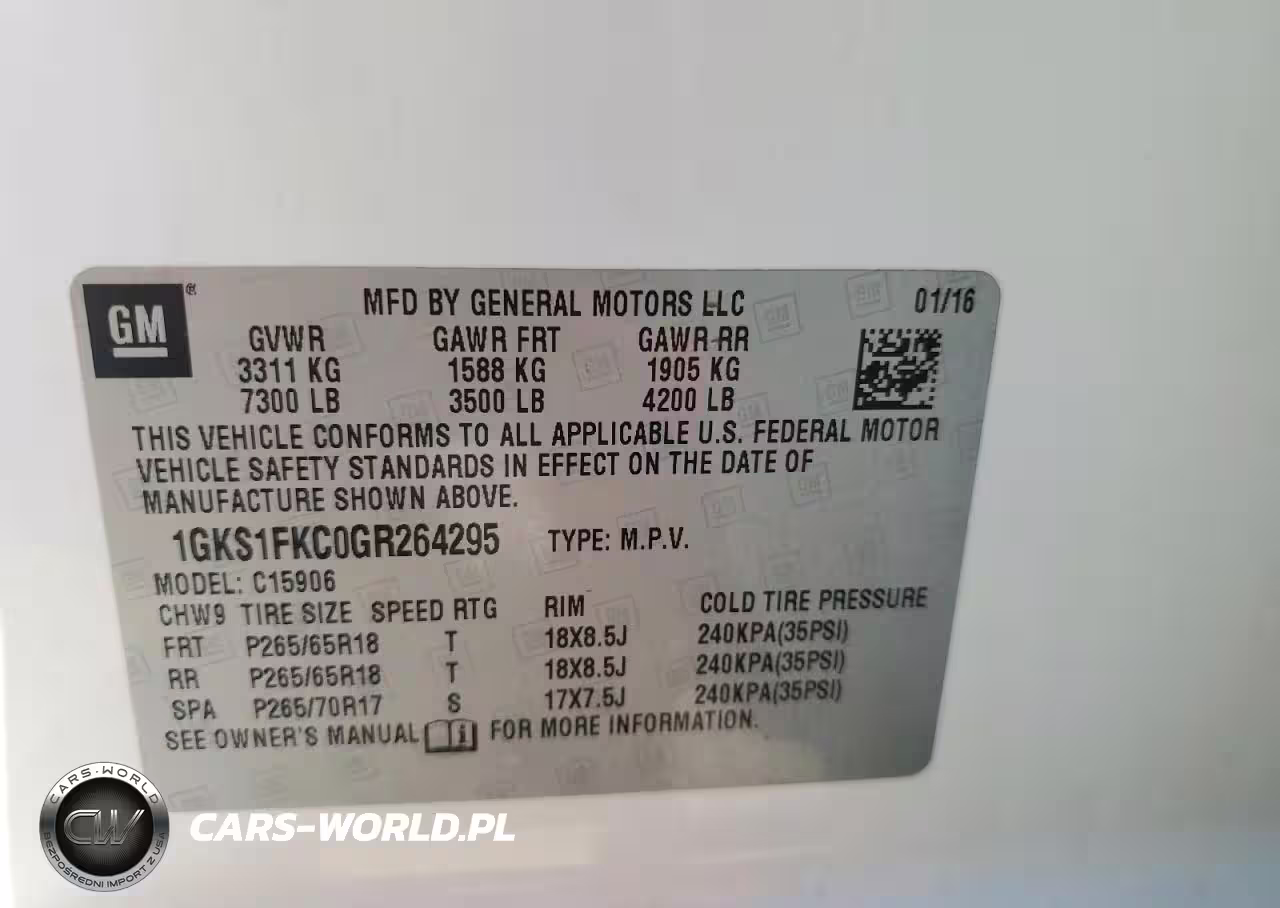 GM ® MFD BY GENERAL MOTORS LLC 01/16
GVWR GAWR FRT GAWR RR
3311 KG 1588 KG 1905 KG
7300 LB 3500 LB 4200 LB
THIS VEHICLE CONFORMS TO ALL APPLICABLE U.S. FEDERAL MOTOR
VEHICLE SAFETY STANDARDS IN EFFECT ON THE DATE OF
MANUFACTURE SHOWN ABOVE.
1GKS1FKC0GR264295 TYPE: M.P.V.
MODEL: C15906
CHW9 TIRE SIZE SPEED RTG RIM COLD TIRE PRESSURE
FRT P265/65R18 T 18X8.5J 240KPA(35PSI)
RR P265/65R18 T 18X8.5J 240KPA(35PSI)
SPA P265/70R17 S 17X7.5J 240KPA(35PSI)
SEE OWNER'S MANUAL i FOR MORE INFORMATION.
CARS-WORLD
CW
BEZPOŚREDNI IMPORT Z USA
CARS-WORLD.PL